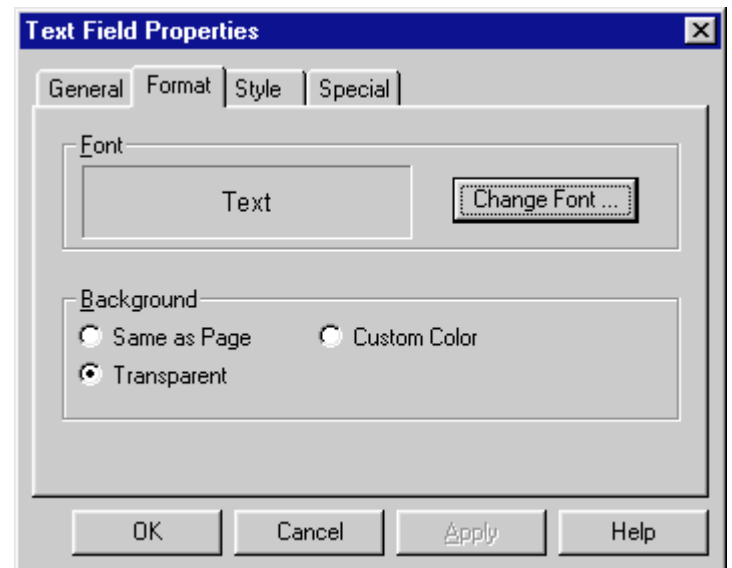 Text Field Properties
General Format Style Special
Font
Text Change Font ...
Background
Same as Page Custom Color
Transparent
OK Cancel Apply Help